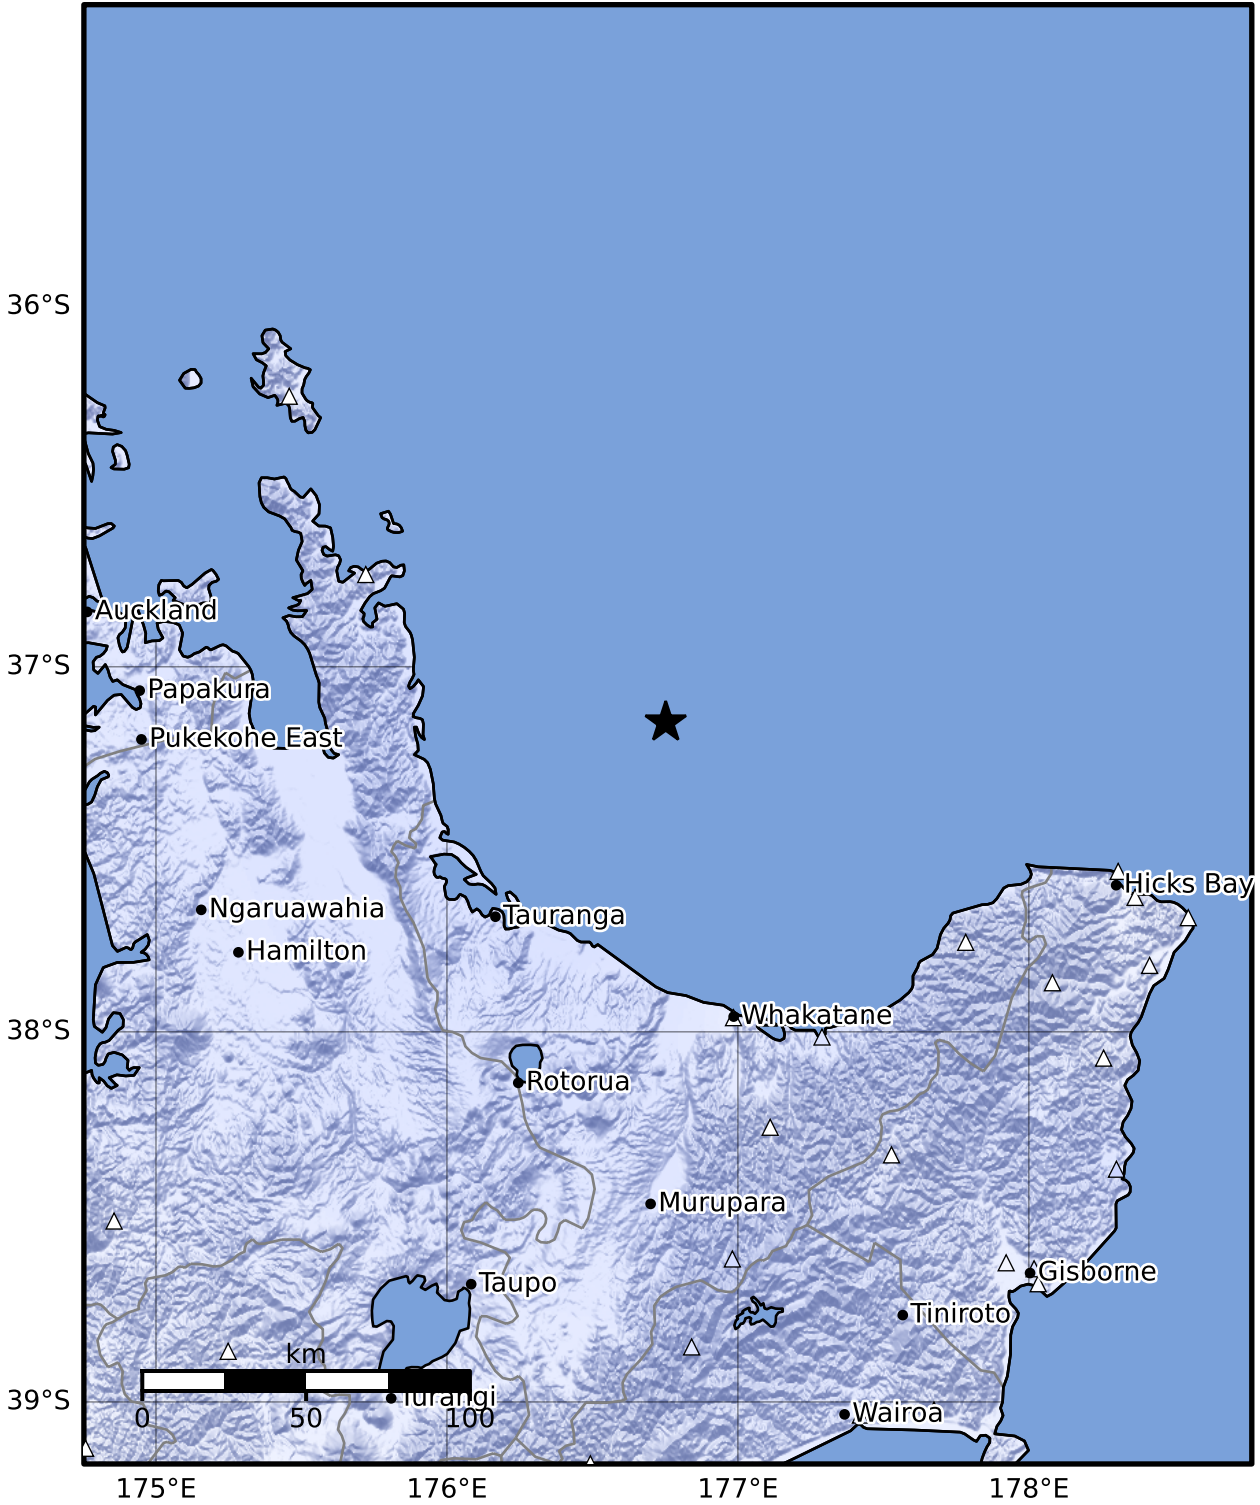 36°S
Auckland
37°S
Papakura
Pukekohe East
Hicks Bay
Ngaruawahia
Tauranga
Hamilton
Whakatane
38°S
Rotorua
Murupara
Gisborne
Taupo
Tiniroto
km
Turangi
39°S
0 50 100
Wairoa
175°E 176°E 177°E 178°E